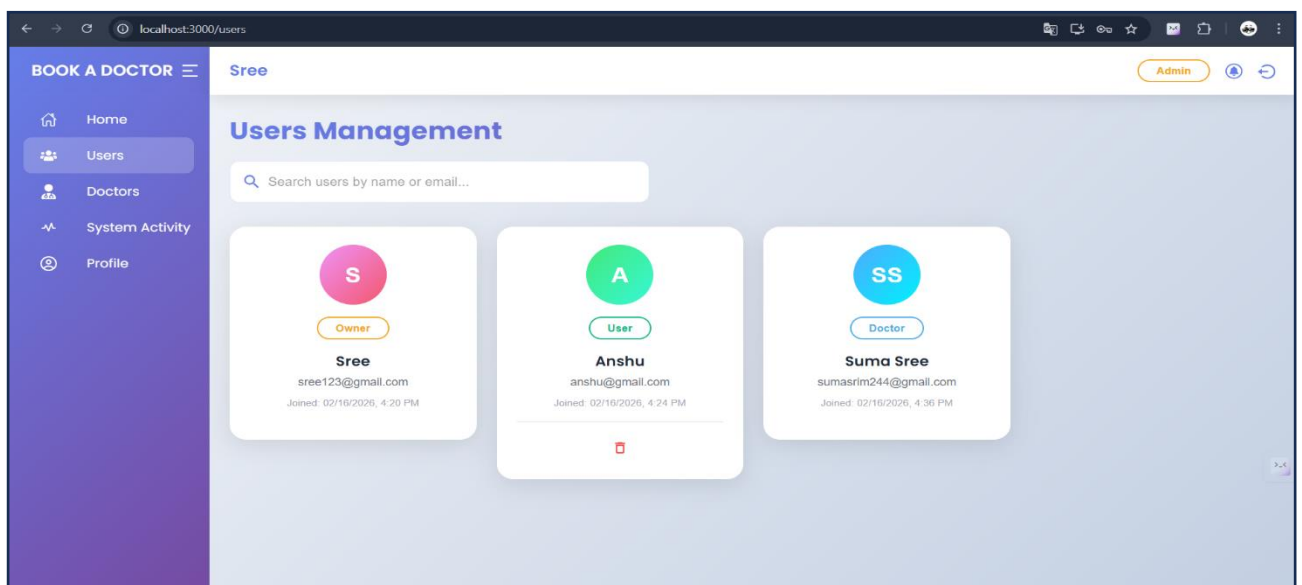 localhost:3000/users
BOOK A DOCTOR
Sree
Admin
Home
Users
Doctors
System Activity
Profile
Users Management
Search users by name or email...
S
Owner
Sree
sree123@gmail.com
Joined: 02/16/2026, 4:20 PM
A
User
Anshu
anshu@gmail.com
Joined: 02/16/2026, 4:24 PM
SS
Doctor
Suma Sree
sumasrim244@gmail.com
Joined: 02/16/2026, 4:36 PM